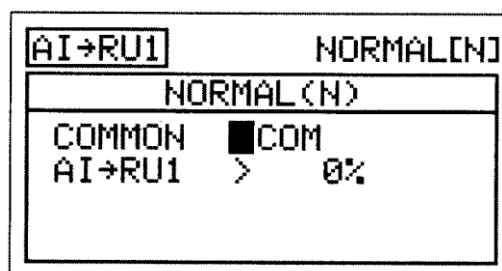 AI→RU1 NORMAL[N]
NORMAL(N)
COMMON ■COM
AI→RU1 > 0%